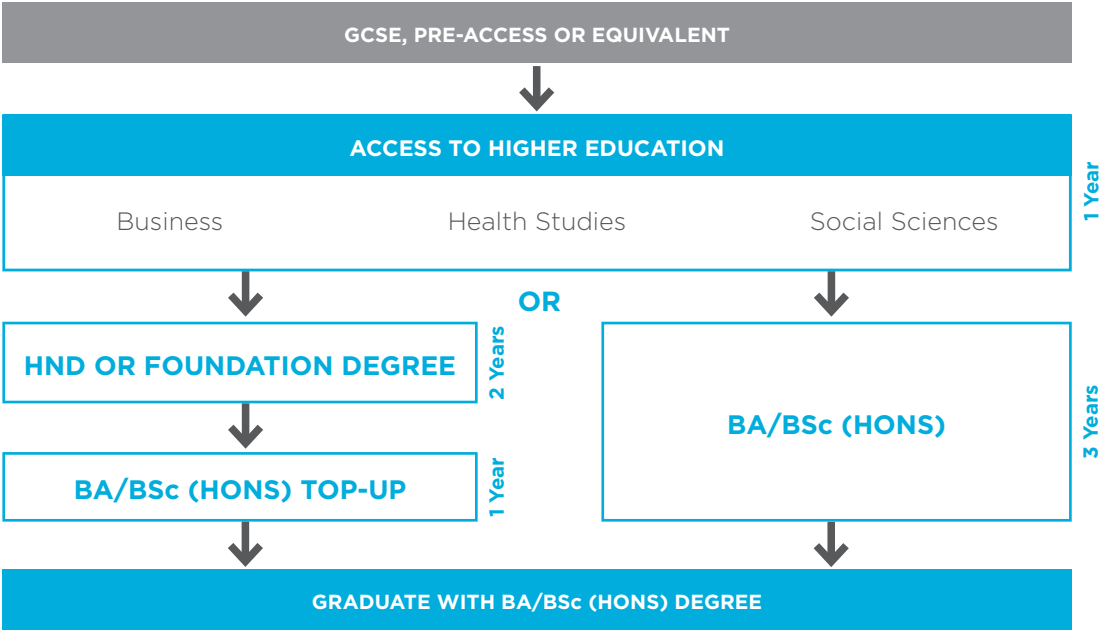 GCSE, PRE-ACCESS OR EQUIVALENT
ACCESS TO HIGHER EDUCATION
Business
Health Studies
Social Sciences
1 Year
OR
HND OR FOUNDATION DEGREE
2 Years
BA/BSc (HONS) TOP-UP
1 Year
BA/BSc (HONS)
3 Years
GRADUATE WITH BA/BSc (HONS) DEGREE